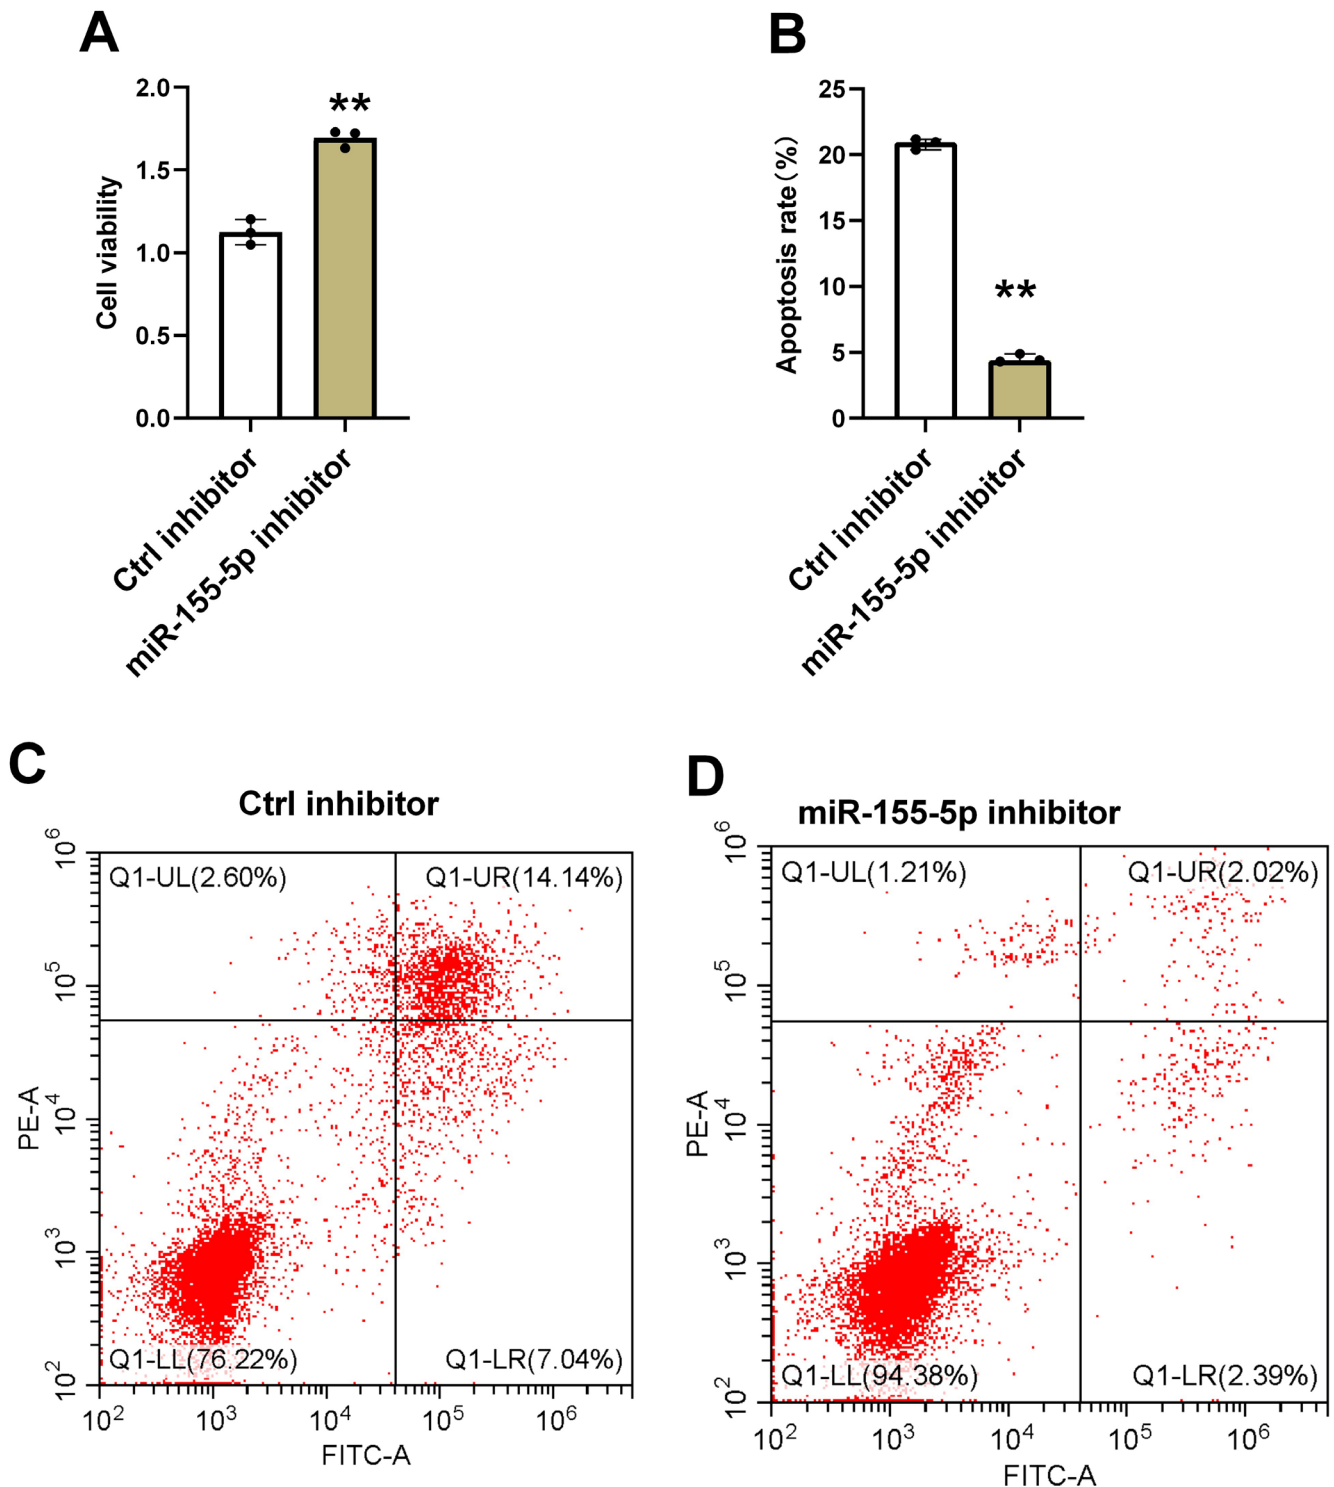 A
Cell viability
2.0
1.5
1.0
0.5
0.0
**
Ctrl inhibitor
miR-155-5p inhibitor
B
Apoptosis rate(%)
25
20
15
10
5
0
**
Ctrl inhibitor
miR-155-5p inhibitor
C
Ctrl inhibitor
Q1-UL(2.60%)
Q1-UR(14.14%)
Q1-LL(76.22%)
Q1-LR(7.04%)
PE-A
10^6
10^5
10^4
10^3
10^2
10^2 10^3 10^4 10^5 10^6
FITC-A
D
miR-155-5p inhibitor
Q1-UL(1.21%)
Q1-UR(2.02%)
Q1-LL(94.38%)
Q1-LR(2.39%)
PE-A
10^6
10^5
10^4
10^3
10^2
10^2 10^3 10^4 10^5 10^6
FITC-A